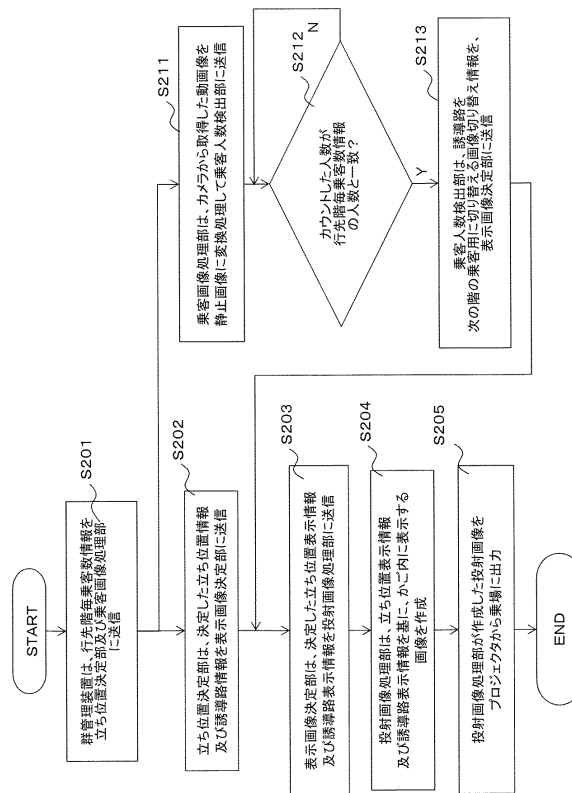 START
S201
群管理装置は、行先階毎乗客数情報を
立ち位置決定部及び乗客画像処理部
に送信
S202
立ち位置決定部は、決定した立ち位置情報
及び誘導路情報を表示画像決定部に送信
S203
表示画像決定部は、決定した立ち位置表示情報
及び誘導路表示情報を投射画像処理部に送信
S204
投射画像処理部は、立ち位置表示情報
及び誘導路表示情報を基に、かご内に表示する
画像を作成
S205
投射画像処理部が作成した投射画像を
プロジェクタから乗場に出力
END
S211
乗客画像処理部は、カメラから取得した動画像を
静止画像に変換処理して乗客人数検出部に送信
S212
カウントした人数が
行先階毎乗客数情報
の人数と一致？
N
Y
S213
乗客人数検出部は、誘導路を
次の階の乗客用に切り替える画像切り替え情報を、
表示画像決定部に送信